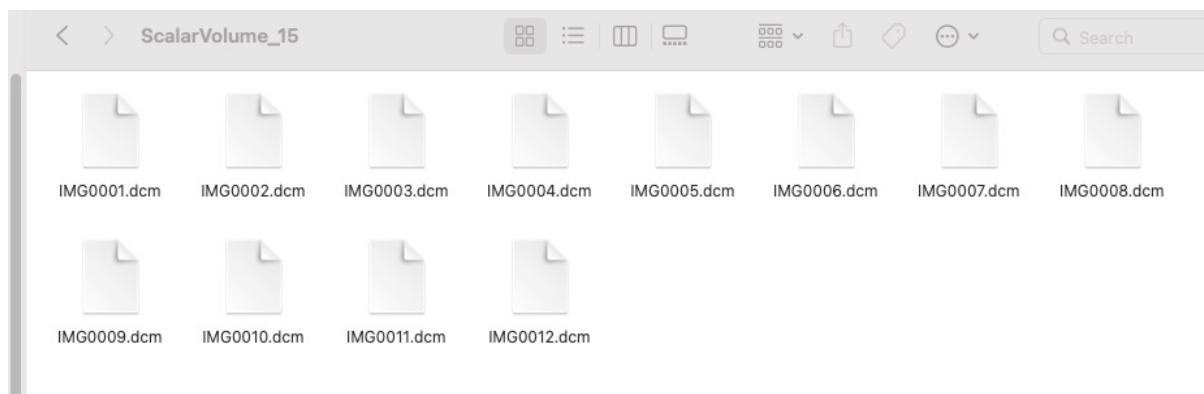 ScalarVolume_15
Search
IMG0001.dcm IMG0002.dcm IMG0003.dcm IMG0004.dcm IMG0005.dcm IMG0006.dcm IMG0007.dcm IMG0008.dcm
IMG0009.dcm IMG0010.dcm IMG0011.dcm IMG0012.dcm